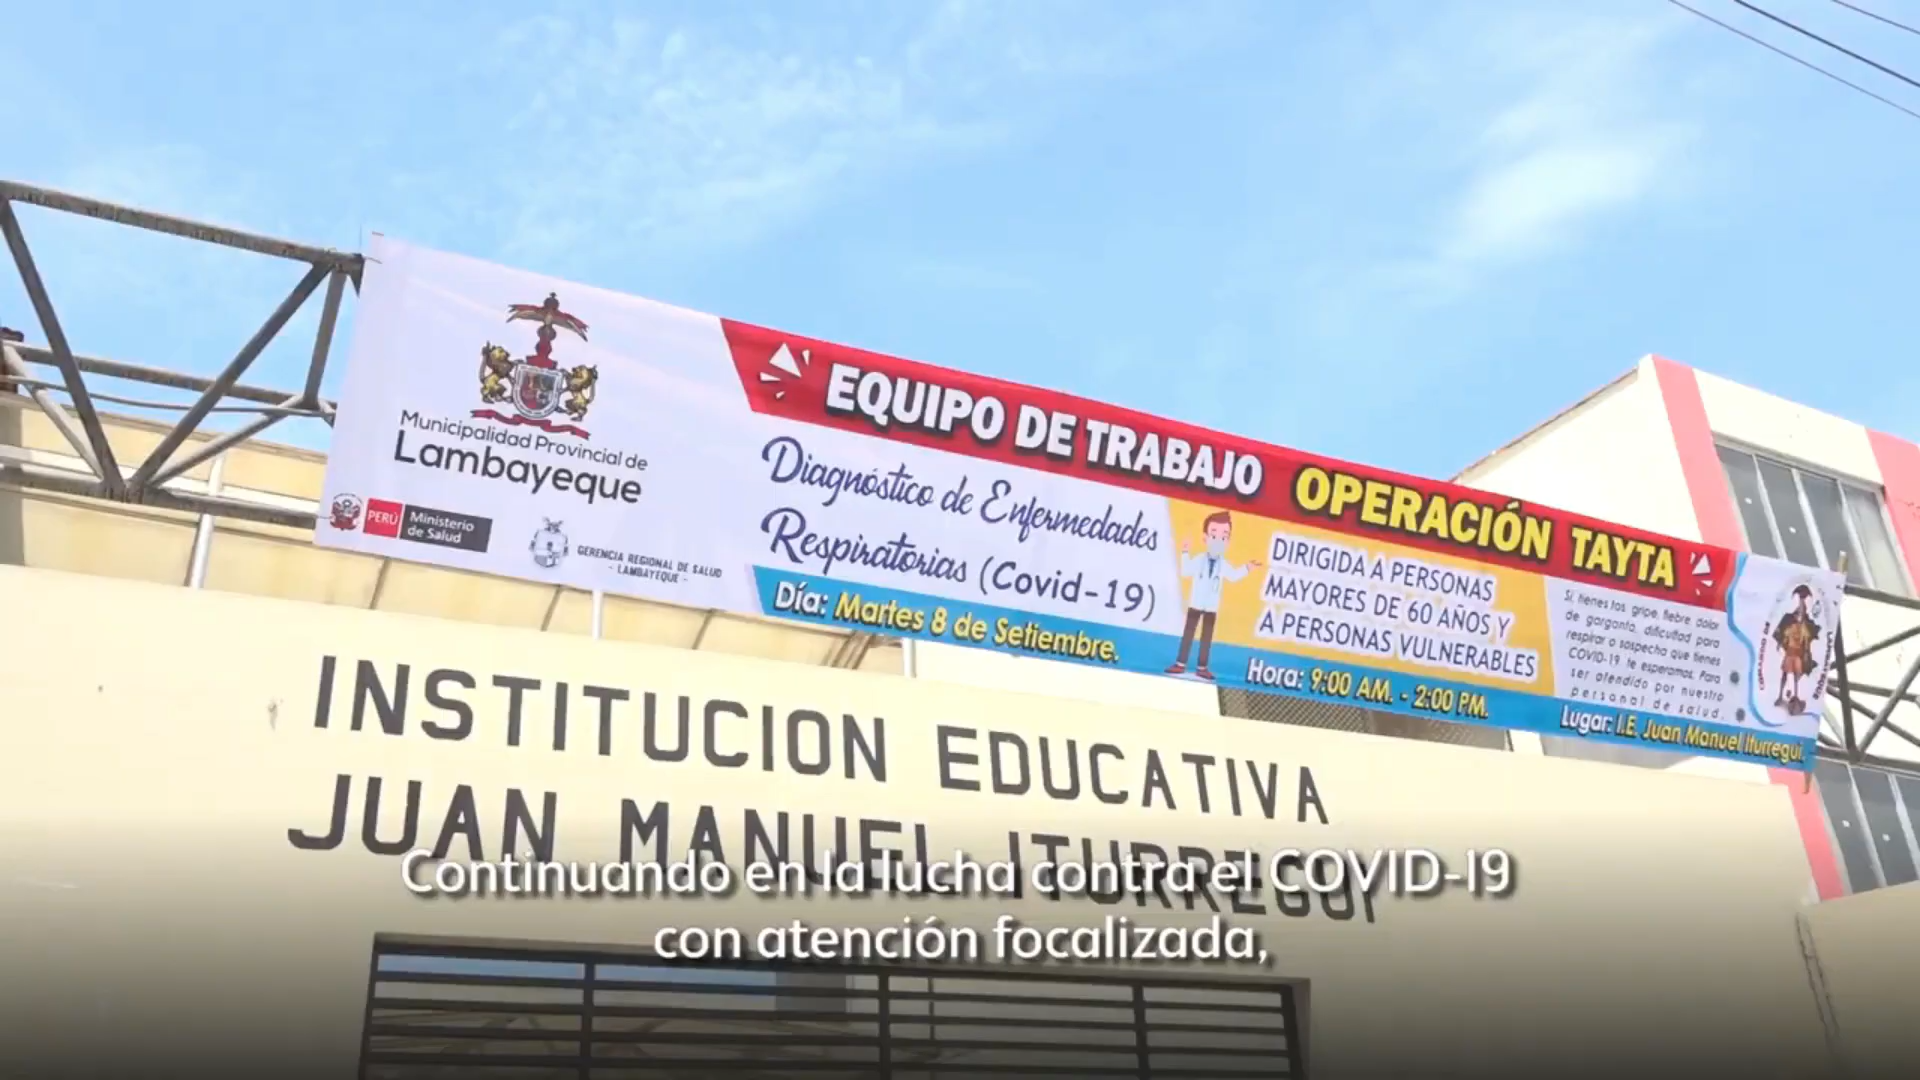 Municipalidad Provincial de
Lambayeque
PERÚ
Ministerio
de Salud
GERENCIA REGIONAL DE SALUD
- LAMBAYEQUE -
EQUIPO DE TRABAJO OPERACIÓN TAYTA
Diagnóstico de Enfermedades
Respiratorias (Covid-19)
Día: Martes 8 de Setiembre.
DIRIGIDA A PERSONAS
MAYORES DE 60 AÑOS Y
A PERSONAS VULNERABLES
Hora: 9:00 AM. - 2:00 PM.
Si, tienes tos, gripe, fiebre dolor
de garganta, dificultad para
respirar o sospecha que tienes
COVID-19 te esperamos. Para
ser atendido por nuestro
personal de salud.
Lugar: I.E. Juan Manuel Iturregui.
INSTITUCION EDUCATIVA
JUAN MANUEL ITURREGUI
Continuando en la lucha contra el COVID-19
con atención focalizada,